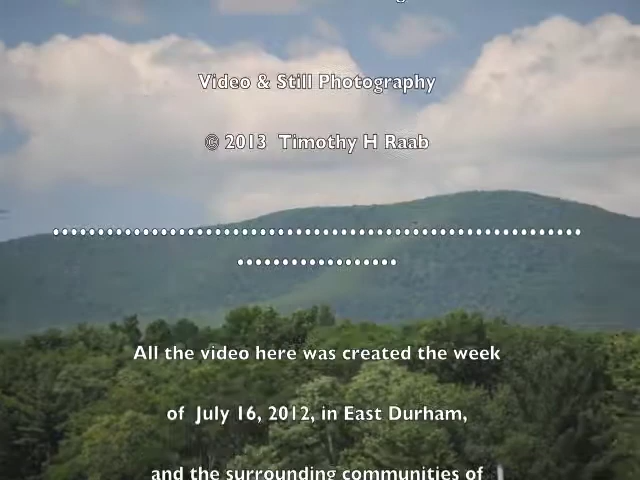 Video & Still Photography
© 2013 Timothy H Raab
All the video here was created the week
of July 16, 2012, in East Durham,
and the surrounding communities of